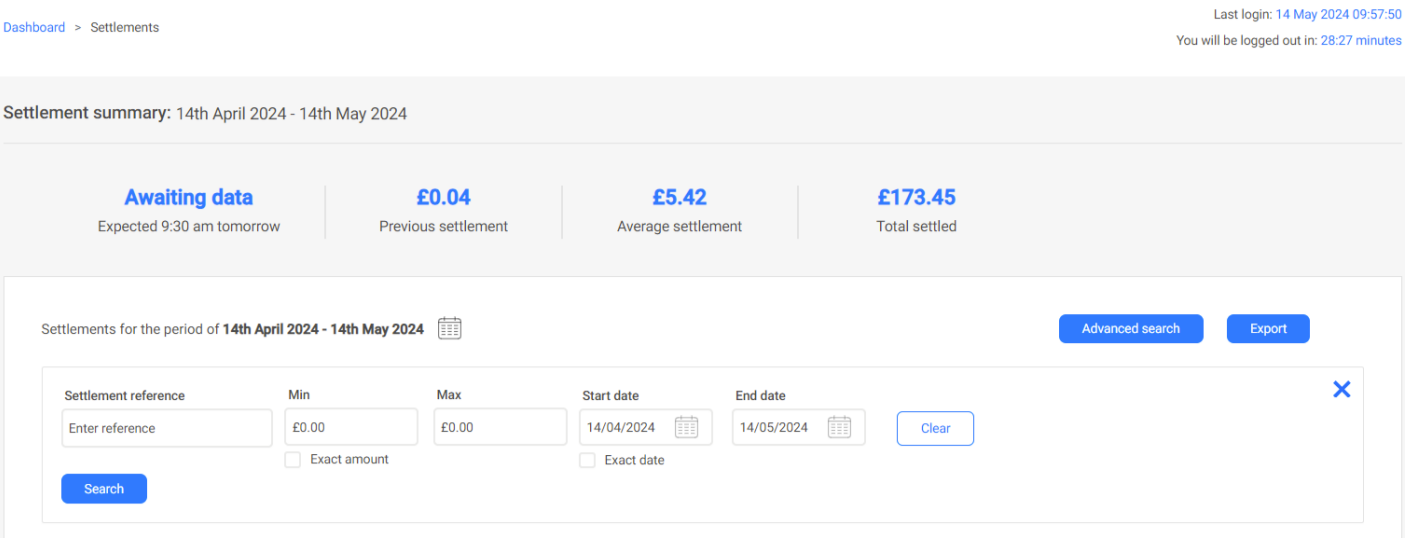 Last login: 14 May 2024 09:57:50
Dashboard > Settlements
You will be logged out in: 28:27 minutes
Settlement summary: 14th April 2024 - 14th May 2024
Awaiting data £0.04 £5.42 £173.45
Expected 9:30 am tomorrow Previous settlement Average settlement Total settled
Settlements for the period of 14th April 2024 - 14th May 2024 Advanced search Export
Settlement reference Min Max Start date End date
Enter reference £0.00 £0.00 14/04/2024 14/05/2024 Clear
Exact amount Exact date
Search